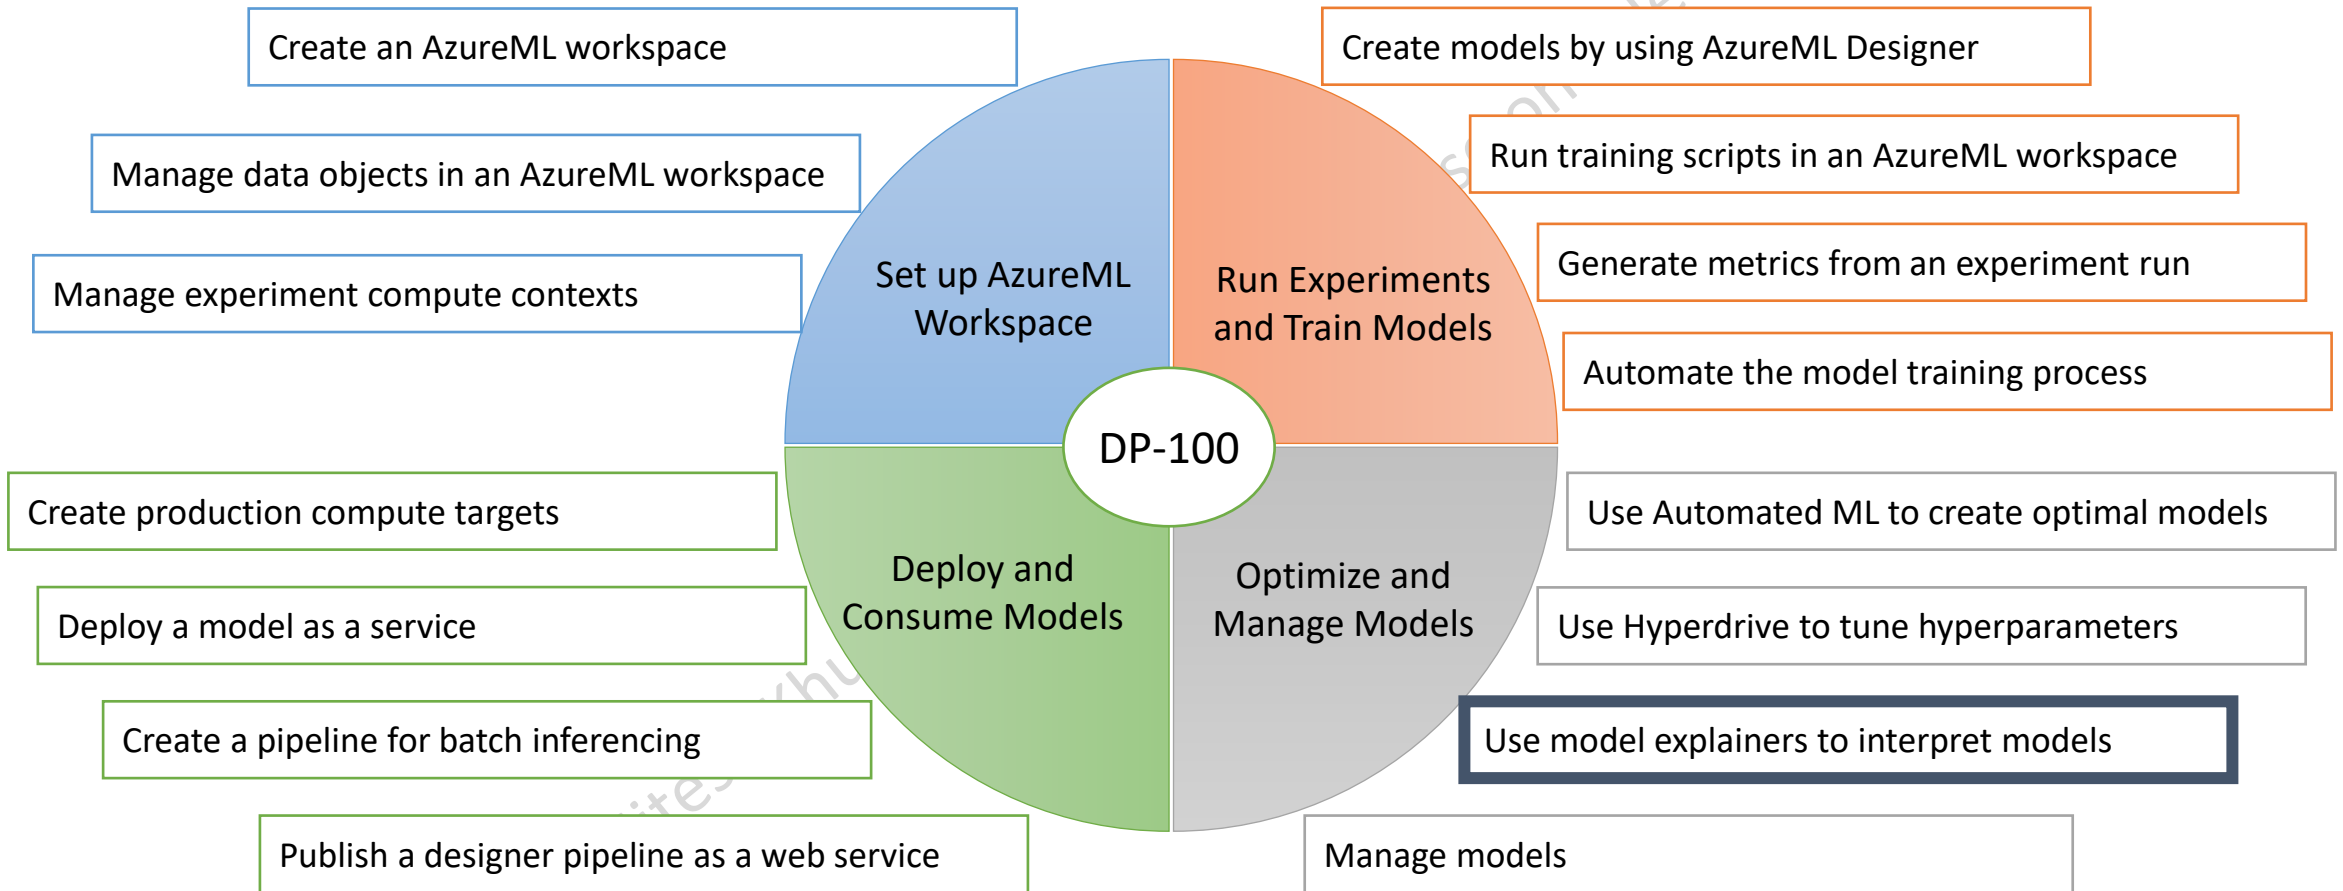 Create an AzureML workspace
Manage data objects in an AzureML workspace
Manage experiment compute contexts
Set up AzureML
Workspace
Create models by using AzureML Designer
Run training scripts in an AzureML workspace
Generate metrics from an experiment run
Automate the model training process
Run Experiments
and Train Models
DP-100
Create production compute targets
Deploy a model as a service
Create a pipeline for batch inferencing
Publish a designer pipeline as a web service
Deploy and
Consume Models
Optimize and
Manage Models
Use Automated ML to create optimal models
Use Hyperdrive to tune hyperparameters
Use model explainers to interpret models
Manage models